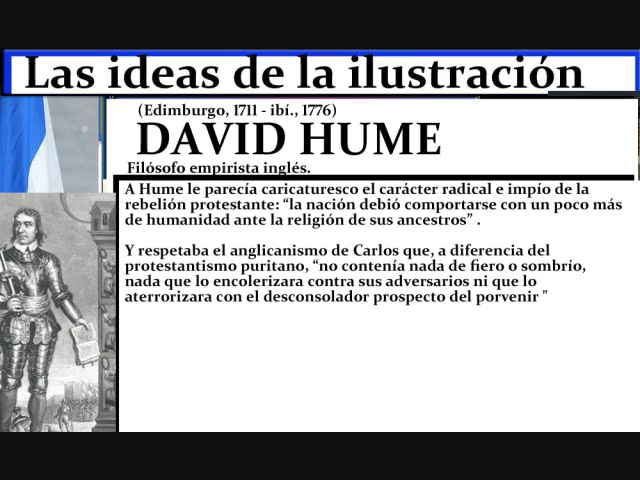 Las ideas de la ilustración
(Edimburgo, 1711 - ibí., 1776)
DAVID HUME
Filósofo empirista inglés.
A Hume le parecía caricaturesco el carácter radical e impío de la
rebelión protestante: “la nación debió comportarse con un poco más
de humanidad ante la religión de sus ancestros” .
Y respetaba el anglicanismo de Carlos que, a diferencia del
protestantismo puritano, “no contenía nada de fiero o sombrío,
nada que lo encolerizara contra sus adversarios ni que lo
aterrorizara con el desconsolador prospecto del porvenir "